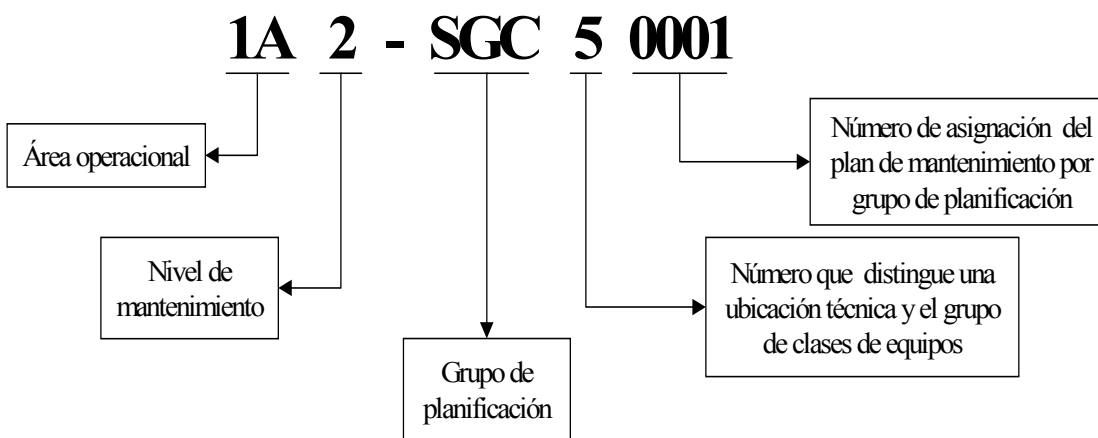 1A 2 - SGC 5 0001
Área operacional
Número de asignación del
plan de mantenimiento por
grupo de planificación
Nivel de
mantenimiento
Número que distingue una
ubicación técnica y el grupo
de clases de equipos
Grupo de
planificación